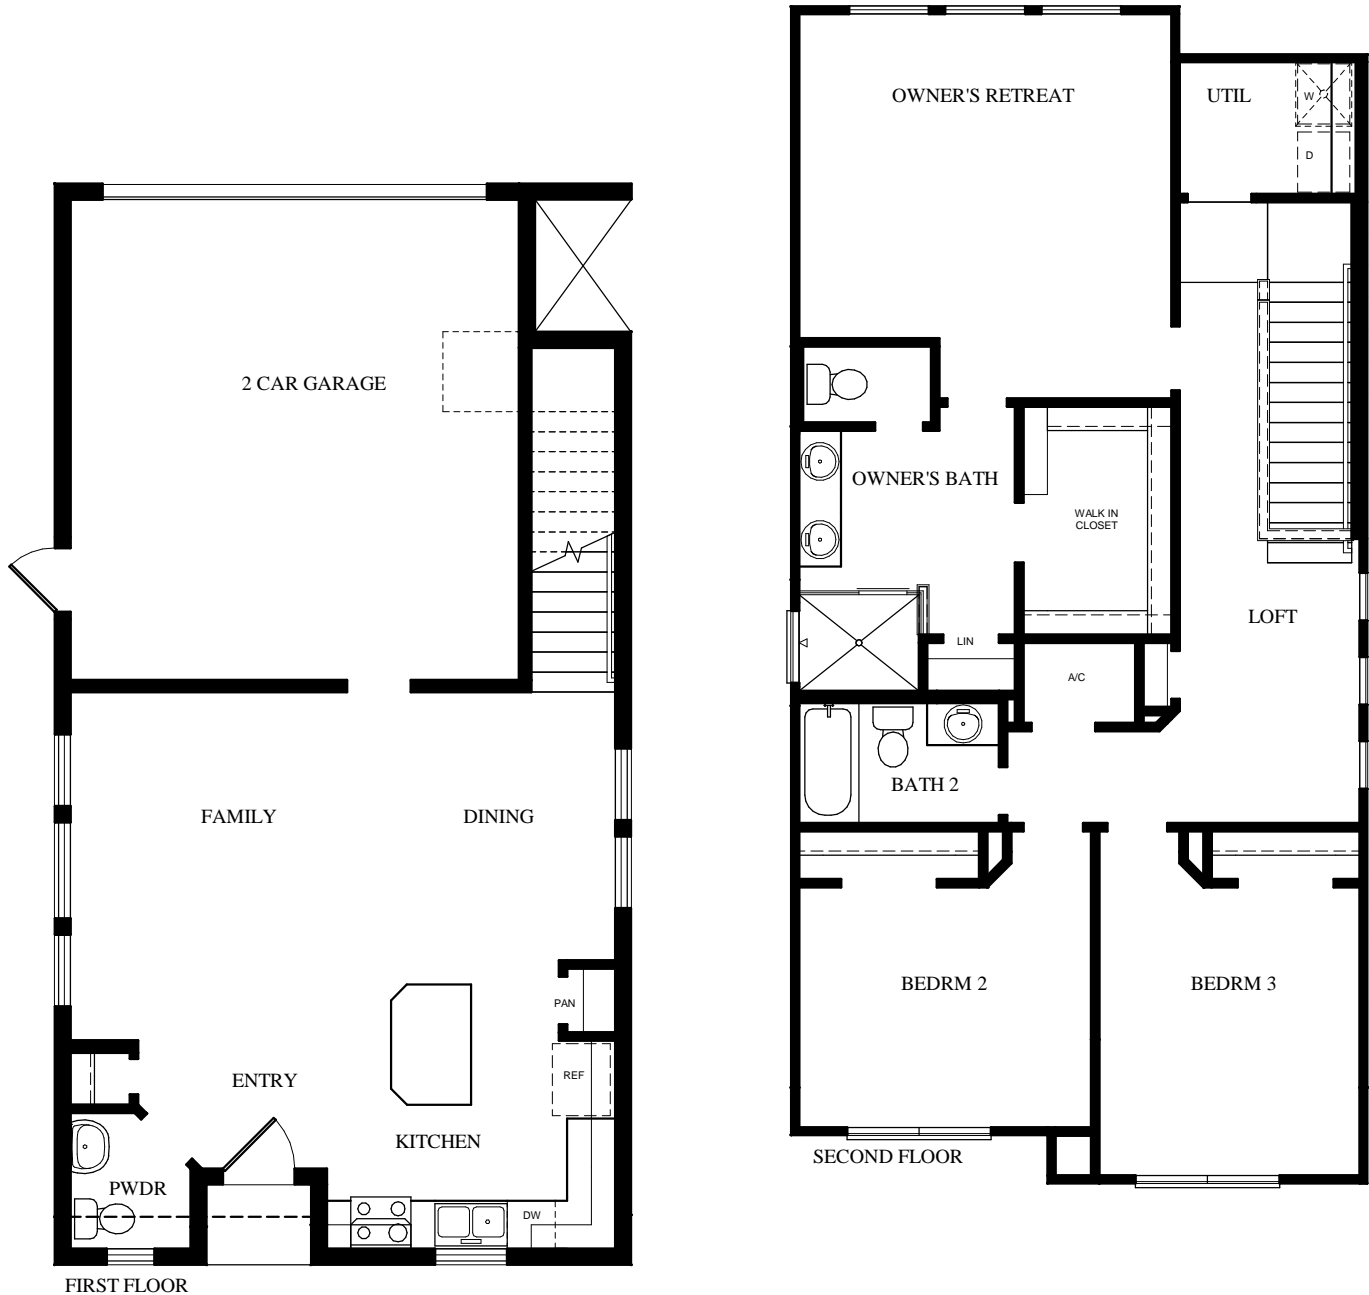 OWNER'S RETREAT
UTIL
W
D
2 CAR GARAGE
OWNER'S BATH
WALK IN
CLOSET
LOFT
LIN
A/C
BATH 2
FAMILY
DINING
BEDRM 2
BEDRM 3
PAN
REF
ENTRY
KITCHEN
SECOND FLOOR
PWDR
DW
FIRST FLOOR